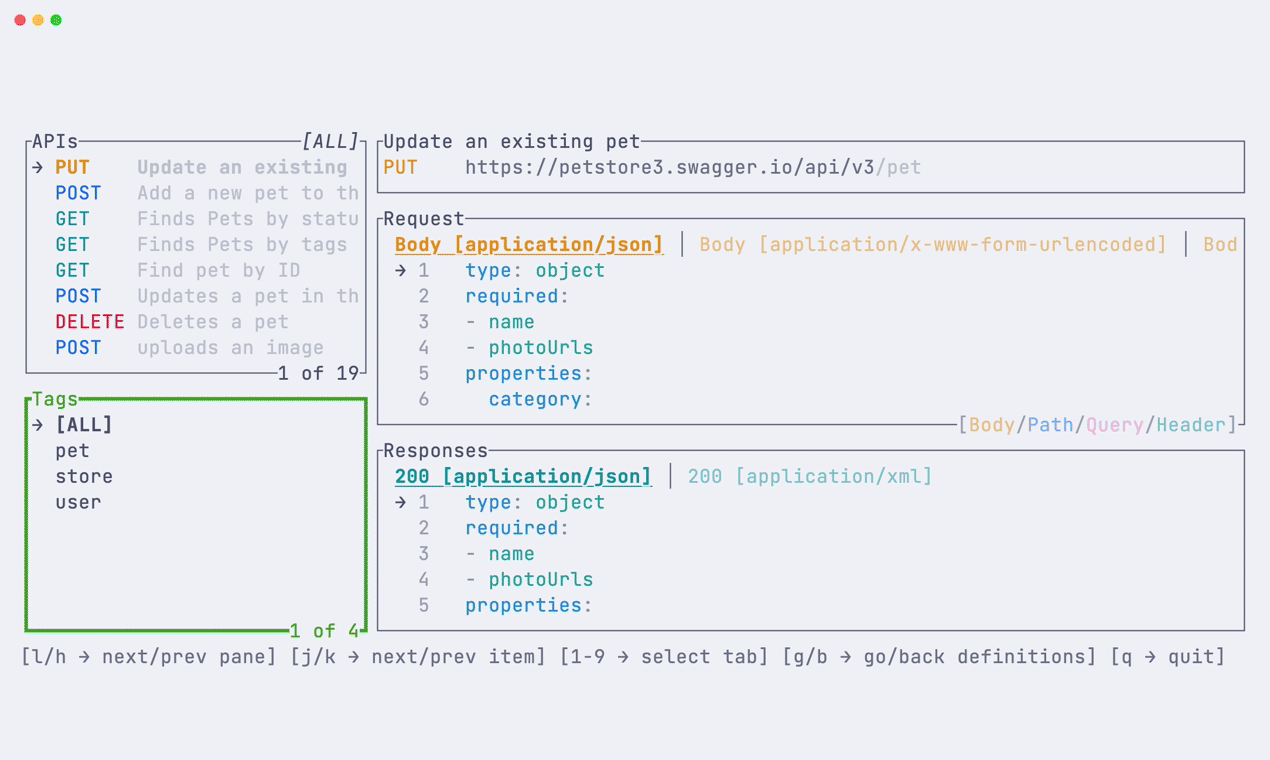 APIs [ALL]
→ PUT Update an existing
POST Add a new pet to th
GET Finds Pets by statu
GET Finds Pets by tags
GET Find pet by ID
POST Updates a pet in th
DELETE Deletes a pet
POST uploads an image
1 of 19
Tags
→ [ALL]
pet
store
user
1 of 4
Update an existing pet
PUT https://petstore3.swagger.io/api/v3/pet
Request
Body [application/json] │ Body [application/x-www-form-urlencoded] │ Bod
→ 1 type: object
2 required:
3 - name
4 - photoUrls
5 properties:
6 category:
[Body/Path/Query/Header]
Responses
200 [application/json] │ 200 [application/xml]
→ 1 type: object
2 required:
3 - name
4 - photoUrls
5 properties:
[l/h → next/prev pane] [j/k → next/prev item] [1-9 → select tab] [g/b → go/back definitions] [q → quit]